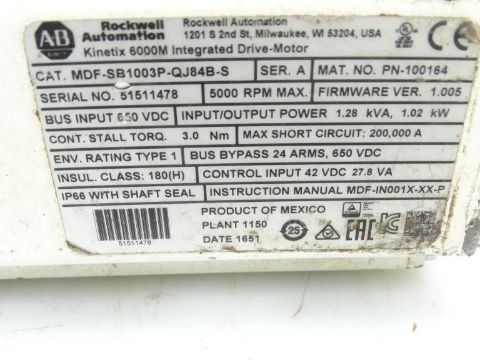 AB
ALLEN-BRADLEY
Rockwell Automation
Rockwell Automation
1201 S 2nd St, Milwaukee, WI 53204, USA
Kinetix 6000M Integrated Drive-Motor
CAT. MDF-SB1003P-QJ84B-S SER. A MAT. NO. PN-100164
SERIAL NO. 51511478 5000 RPM MAX. FIRMWARE VER. 1.005
BUS INPUT 650 VDC INPUT/OUTPUT POWER 1.28 kVA, 1.02 kW
CONT. STALL TORQ. 3.0 Nm MAX SHORT CIRCUIT: 200,000 A
ENV. RATING TYPE 1 BUS BYPASS 24 ARMS, 650 VDC
INSUL. CLASS: 180(H) CONTROL INPUT 42 VDC 27.8 VA
IP66 WITH SHAFT SEAL INSTRUCTION MANUAL MDF-IN001X-XX-P
51511478
PRODUCT OF MEXICO
PLANT 1150
DATE 1651
25
EAC